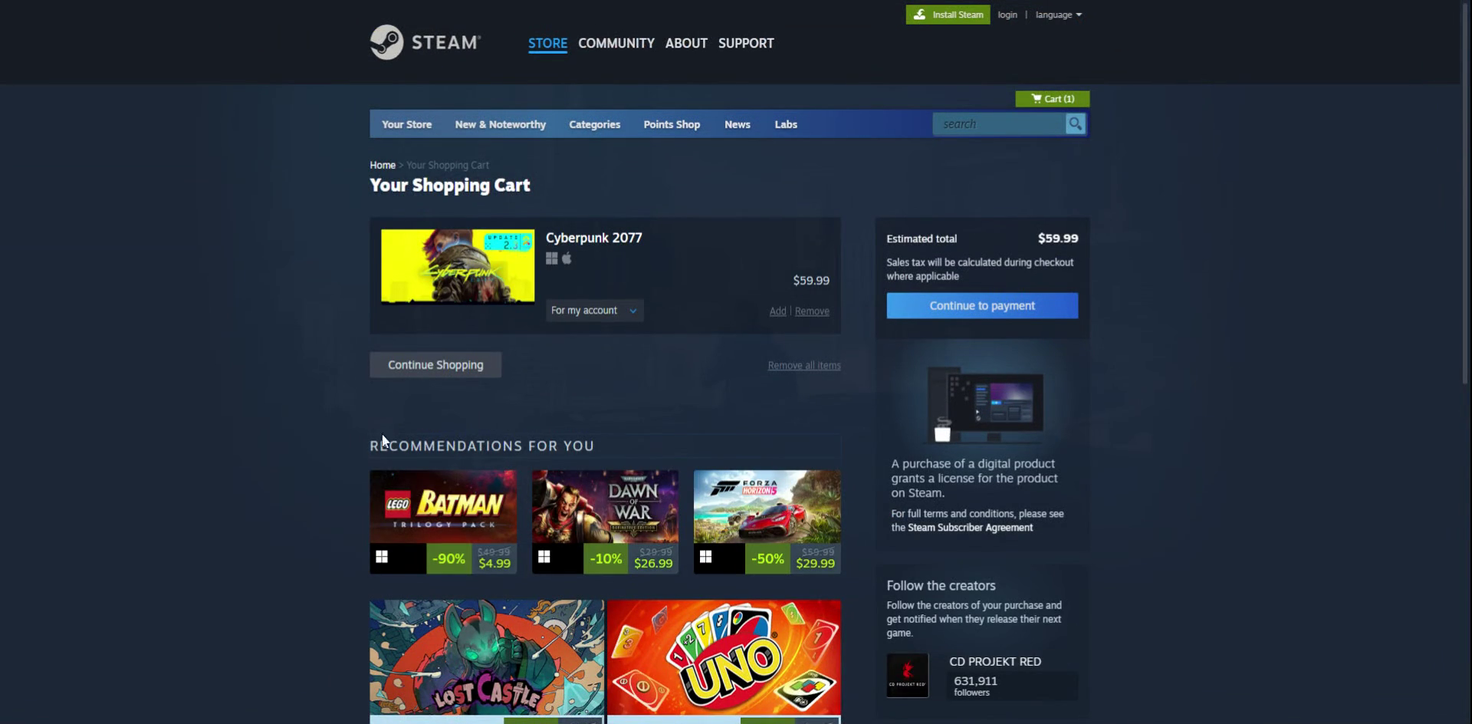 Install Steam login | language
STEAM®
STORE COMMUNITY ABOUT SUPPORT
Cart (1)
Your Store New & Noteworthy Categories Points Shop News Labs search
Home > Your Shopping Cart
Your Shopping Cart
UPDATE
2.0
CYBERPUNK
Cyberpunk 2077
$59.99
For my account
Add | Remove
Continue Shopping
Remove all items
Estimated total $59.99
Sales tax will be calculated during checkout
where applicable
Continue to payment
A purchase of a digital product
grants a license for the product
on Steam.
For full terms and conditions, please see
the Steam Subscriber Agreement
RECOMMENDATIONS FOR YOU
LEGO BATMAN
TRILOGY PACK
-90% $49.99
$4.99
DAWN
OF
WAR
-10% $29.99
$26.99
FORZA
HORIZON 5
-50% $59.99
$29.99
LOST CASTLE
UNO
Follow the creators
Follow the creators of your purchase and
get notified when they release their next
game.
CD PROJEKT RED
CD PROJEKT RED
631,911
followers